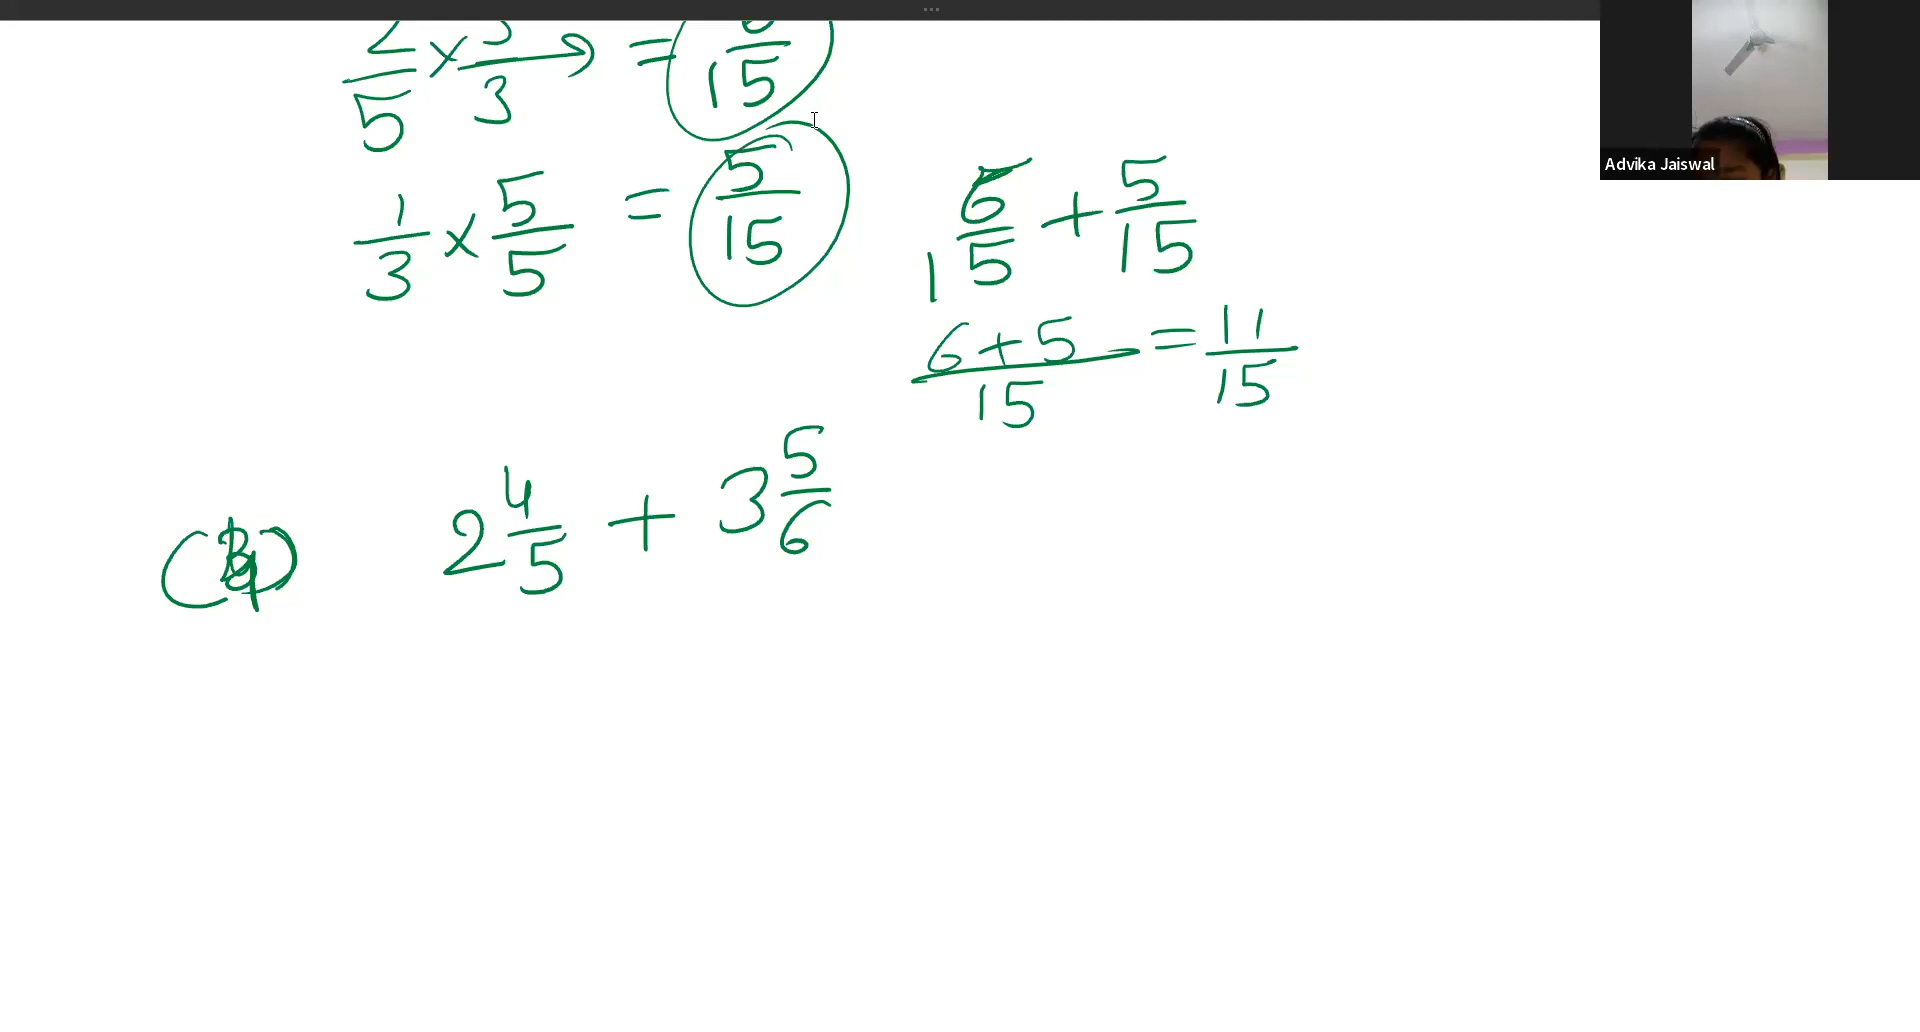 2/5 × 3/3 = 6/15
1/3 × 5/5 = 5/15
6/15 + 5/15
6+5/15 = 11/15
2 4/5 + 3 5/6
Advika Jaiswal